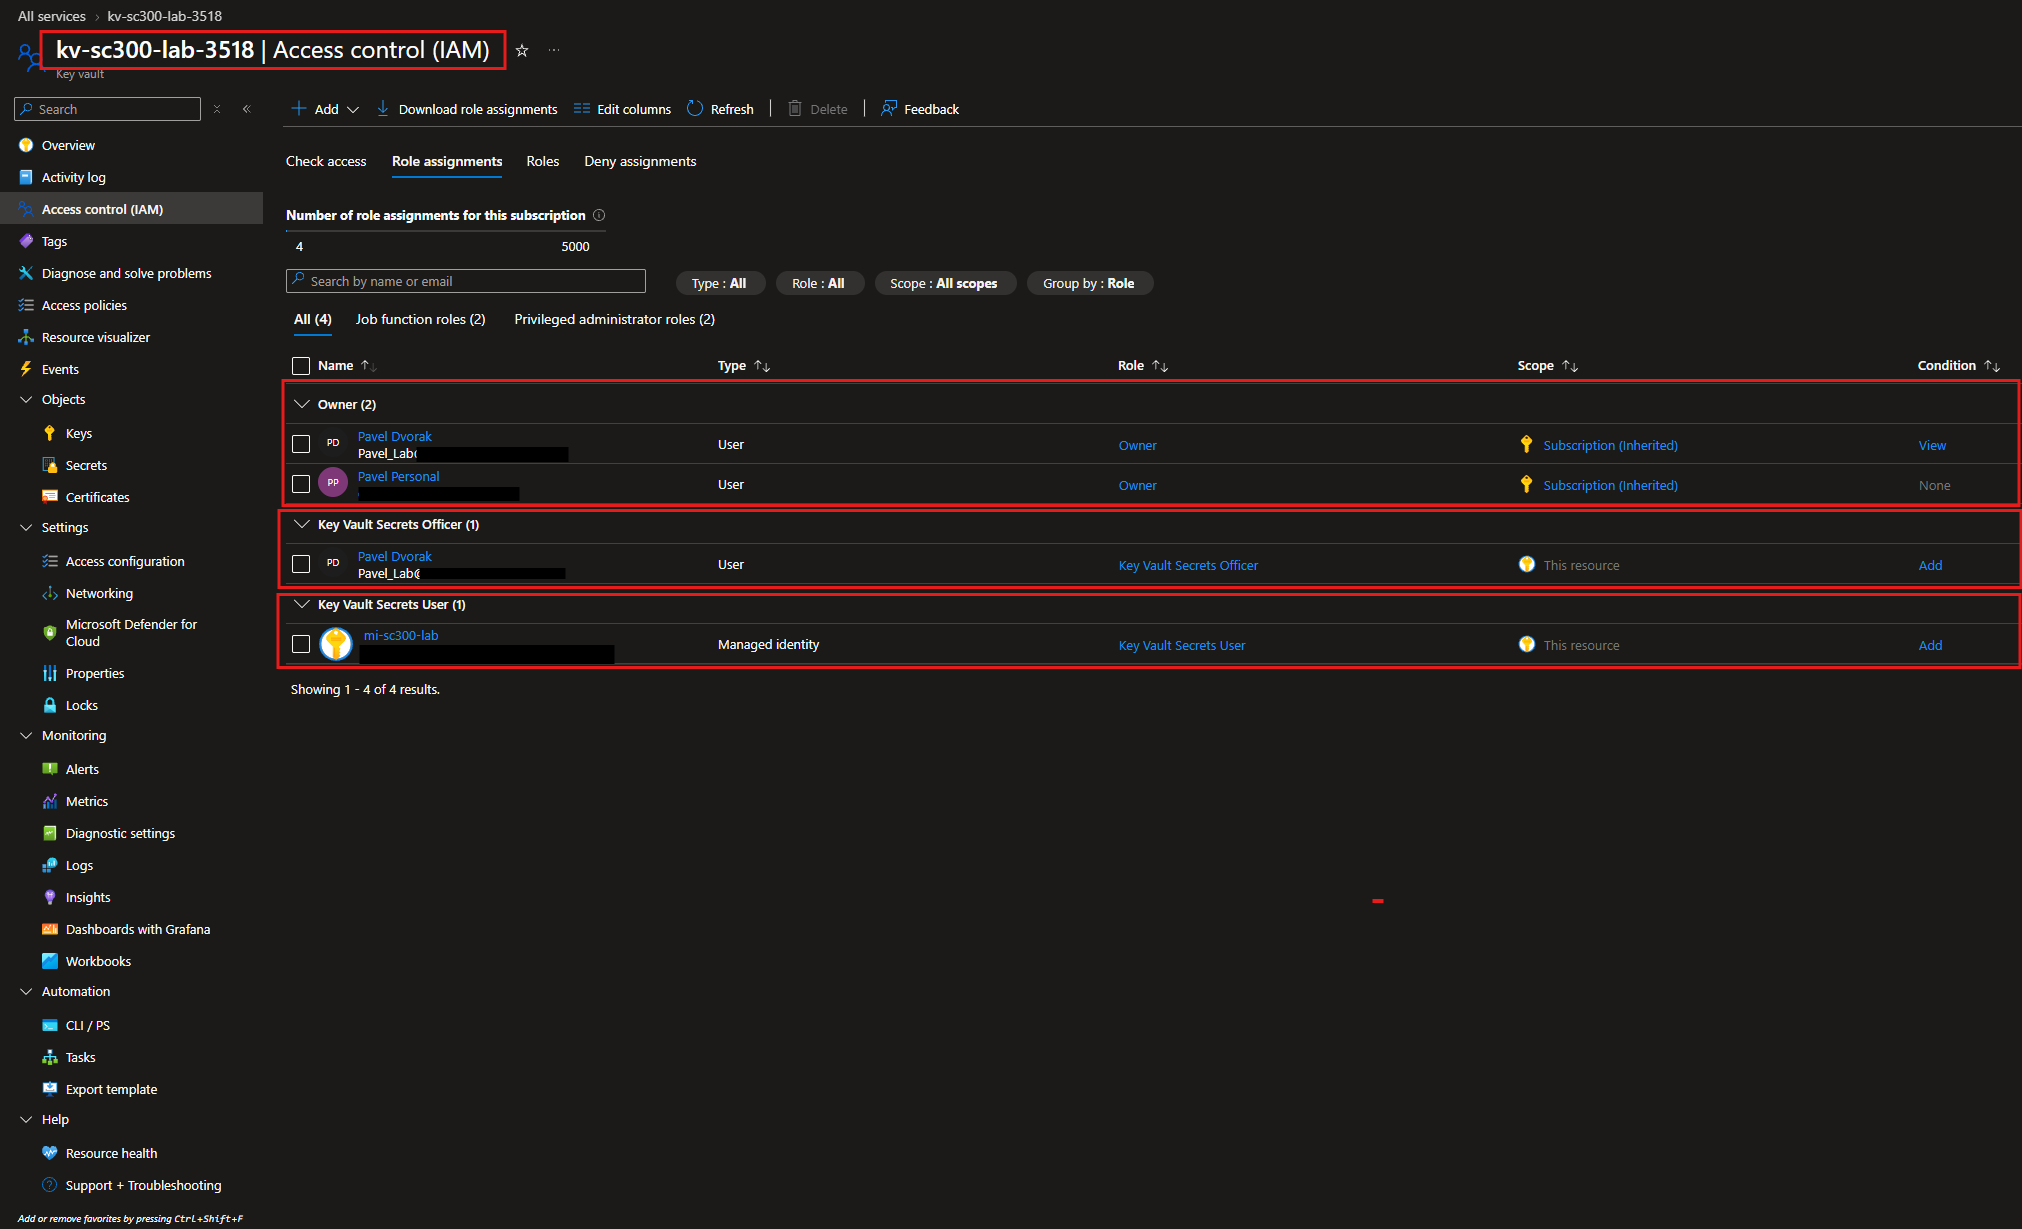 All services › kv-sc300-lab-3518
kv-sc300-lab-3518 | Access control (IAM)
Key vault
Search
Add
Download role assignments
Edit columns
Refresh
Delete
Feedback
Overview
Activity log
Access control (IAM)
Tags
Diagnose and solve problems
Access policies
Resource visualizer
Events
Objects
Keys
Secrets
Certificates
Settings
Access configuration
Networking
Microsoft Defender for
Cloud
Properties
Locks
Monitoring
Alerts
Metrics
Diagnostic settings
Logs
Insights
Dashboards with Grafana
Workbooks
Automation
CLI / PS
Tasks
Export template
Help
Resource health
Support + Troubleshooting
Add or remove favorites by pressing Ctrl+Shift+F
Check access Role assignments Roles Deny assignments
Number of role assignments for this subscription
4 5000
Search by name or email
Type : All
Role : All
Scope : All scopes
Group by : Role
All (4) Job function roles (2) Privileged administrator roles (2)
Name Type Role Scope Condition
Owner (2)
PD Pavel Dvorak User Owner Subscription (Inherited) View
Pavel_Lab
PP Pavel Personal User Owner Subscription (Inherited) None
Key Vault Secrets Officer (1)
PD Pavel Dvorak User Key Vault Secrets Officer This resource Add
Pavel_Lab@
Key Vault Secrets User (1)
mi-sc300-lab Managed identity Key Vault Secrets User This resource Add
Showing 1 - 4 of 4 results.